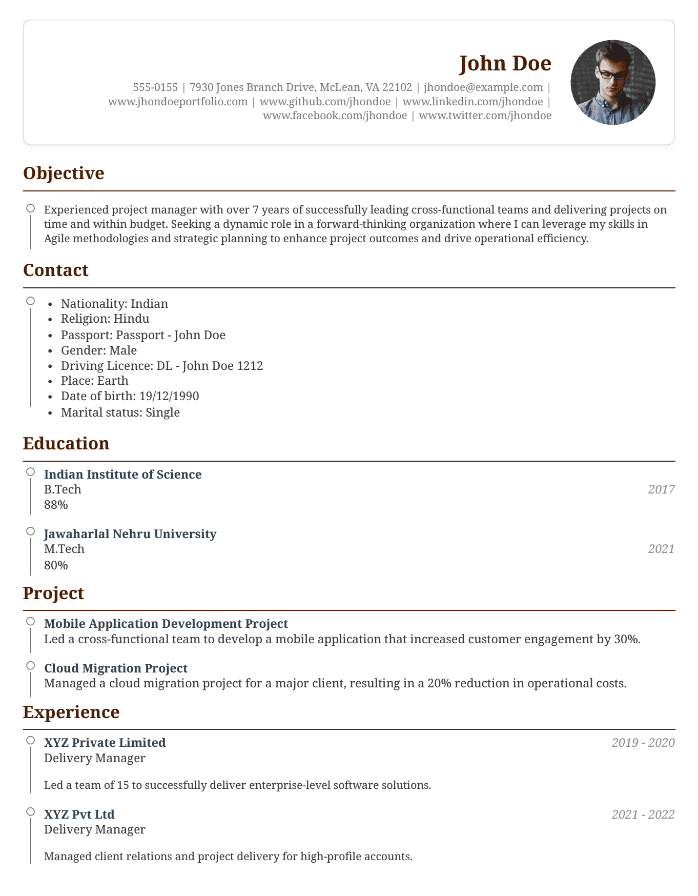 John Doe
555-0155 | 7930 Jones Branch Drive, McLean, VA 22102 | jhondoe@example.com |
www.jhondoeportfolio.com | www.github.com/jhondoe | www.linkedin.com/jhondoe |
www.facebook.com/jhondoe | www.twitter.com/jhondoe
Objective
Experienced project manager with over 7 years of successfully leading cross-functional teams and delivering projects on
time and within budget. Seeking a dynamic role in a forward-thinking organization where I can leverage my skills in
Agile methodologies and strategic planning to enhance project outcomes and drive operational efficiency.
Contact
• Nationality: Indian
• Religion: Hindu
• Passport: Passport - John Doe
• Gender: Male
• Driving Licence: DL - John Doe 1212
• Place: Earth
• Date of birth: 19/12/1990
• Marital status: Single
Education
Indian Institute of Science
B.Tech 2017
88%
Jawaharlal Nehru University
M.Tech 2021
80%
Project
Mobile Application Development Project
Led a cross-functional team to develop a mobile application that increased customer engagement by 30%.
Cloud Migration Project
Managed a cloud migration project for a major client, resulting in a 20% reduction in operational costs.
Experience
XYZ Private Limited 2019 - 2020
Delivery Manager
Led a team of 15 to successfully deliver enterprise-level software solutions.
XYZ Pvt Ltd 2021 - 2022
Delivery Manager
Managed client relations and project delivery for high-profile accounts.